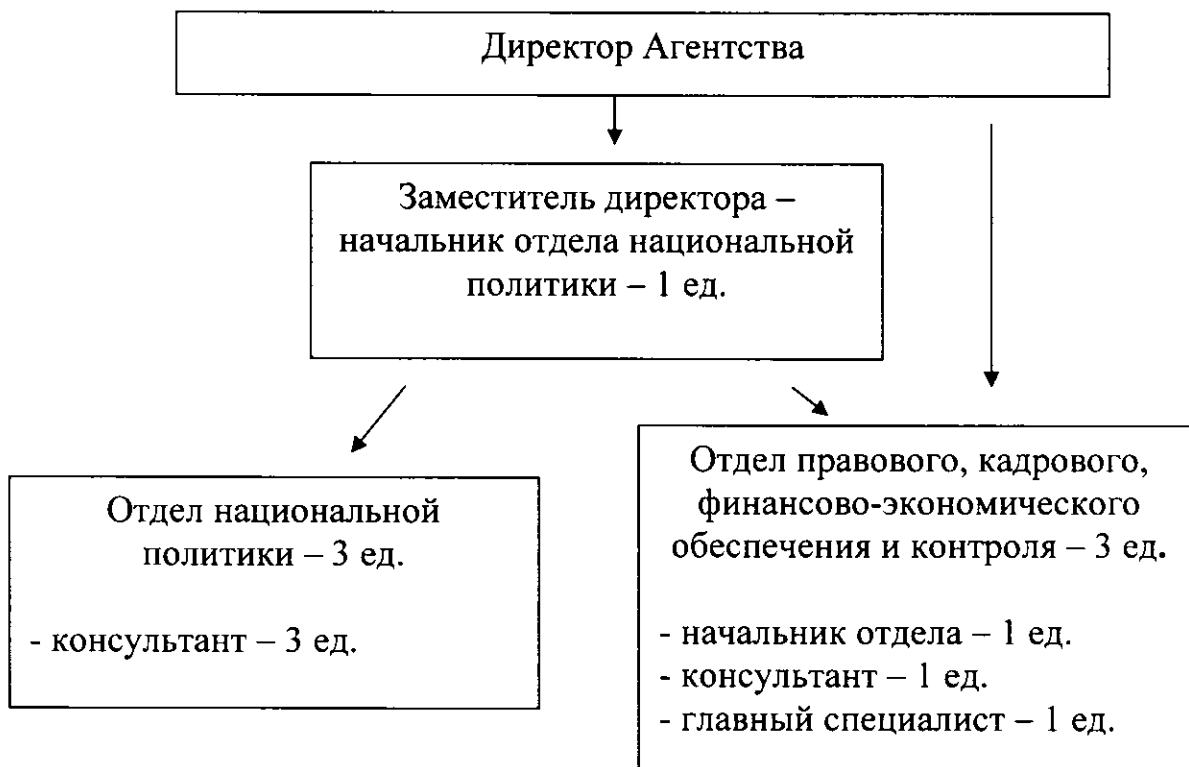 Директор Агентства
Заместитель директора –
начальник отдела национальной
политики – 1 ед.
Отдел национальной
политики – 3 ед.
- консультант – 3 ед.
Отдел правового, кадрового,
финансово-экономического
обеспечения и контроля – 3 ед.
- начальник отдела – 1 ед.
- консультант – 1 ед.
- главный специалист – 1 ед.